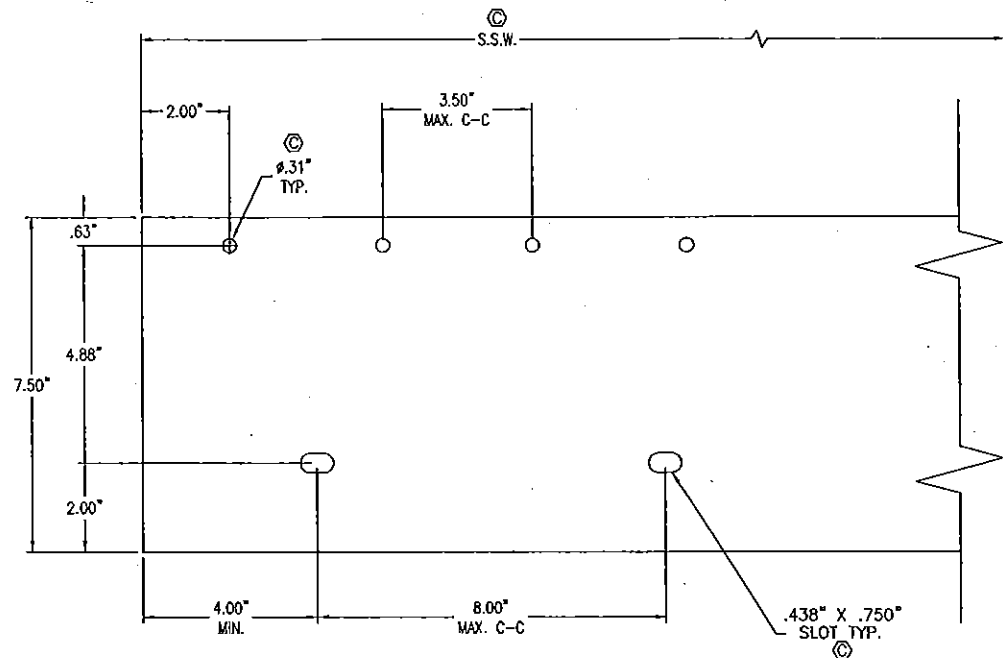 Ⓒ
S.S.W.
2.00"
3.50"
MAX. C-C
Ⓒ
ø.31"
TYP.
.63"
4.88"
7.50"
2.00"
4.00"
MIN.
8.00"
MAX. C-C
.438" X .750"
SLOT TYP.
Ⓒ